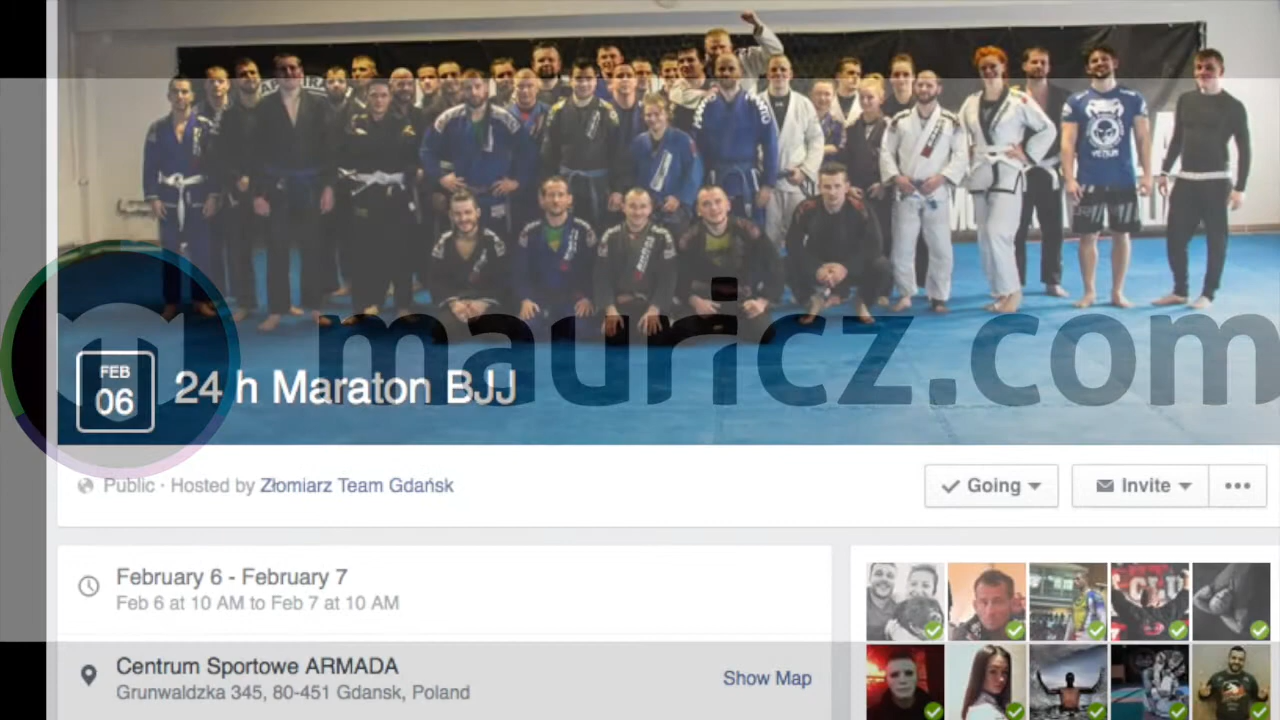 MANTO
VENUM
mauricz.com
FEB
06
24 h Maraton BJJ
Public · Hosted by Złomiarz Team Gdańsk
Going
Invite
February 6 - February 7
Feb 6 at 10 AM to Feb 7 at 10 AM
Centrum Sportowe ARMADA
Grunwaldzka 345, 80-451 Gdansk, Poland
Show Map